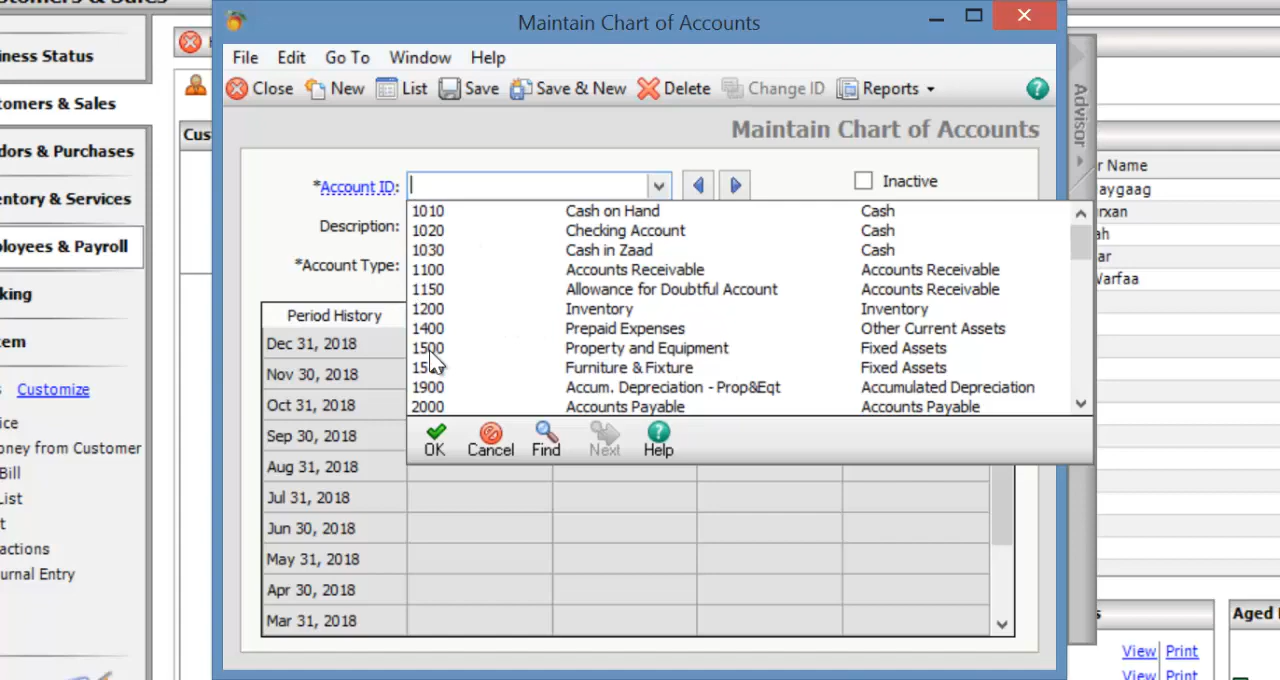 Maintain Chart of Accounts
File Edit Go To Window Help
Close New List Save Save & New Delete Change ID Reports
Maintain Chart of Accounts
*Account ID:
Inactive
Description:
*Account Type:
1010 Cash on Hand Cash
1020 Checking Account Cash
1030 Cash in Zaad Cash
1100 Accounts Receivable Accounts Receivable
1150 Allowance for Doubtful Account Accounts Receivable
1200 Inventory Inventory
1400 Prepaid Expenses Other Current Assets
1500 Property and Equipment Fixed Assets
Furniture & Fixture Fixed Assets
1900 Accum. Depreciation - Prop&Eqt Accumulated Depreciation
2000 Accounts Payable Accounts Payable
OK Cancel Find Next Help
Period History
Dec 31, 2018
Nov 30, 2018
Oct 31, 2018
Sep 30, 2018
Aug 31, 2018
Jul 31, 2018
Jun 30, 2018
May 31, 2018
Apr 30, 2018
Mar 31, 2018
Advisor
& Sales
iness Status
tomers & Sales
dors & Purchases
entory & Services
ployees & Payroll
king
tem
Customize
ice
oney from Customer
Bill
List
t
actions
urnal Entry
Cus
r Name
aygaag
rxan
ah
ar
Warfaa
s
Aged
View Print
View Print